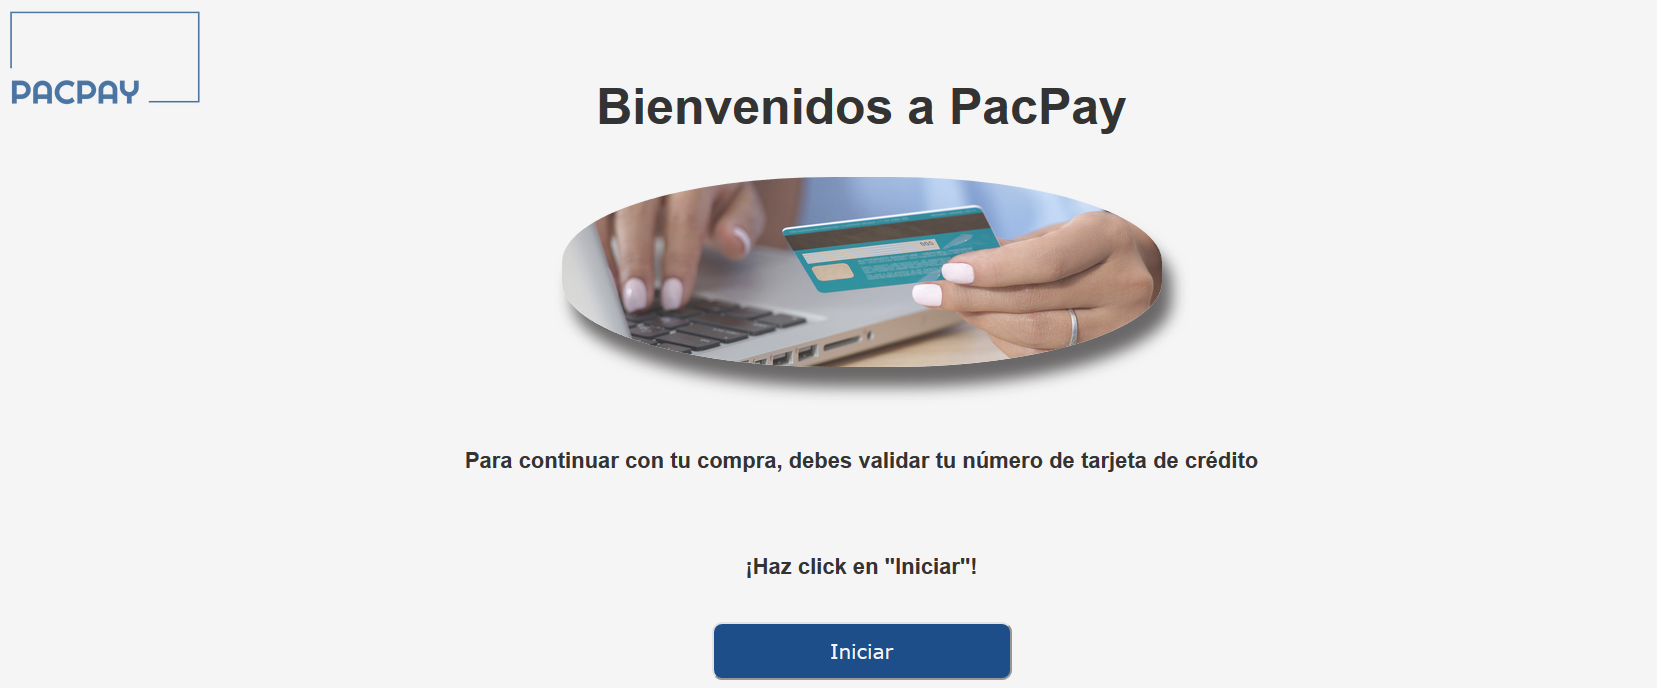 PACPAY
Bienvenidos a PacPay
000
Para continuar con tu compra, debes validar tu número de tarjeta de crédito
¡Haz click en "Iniciar"!
Iniciar